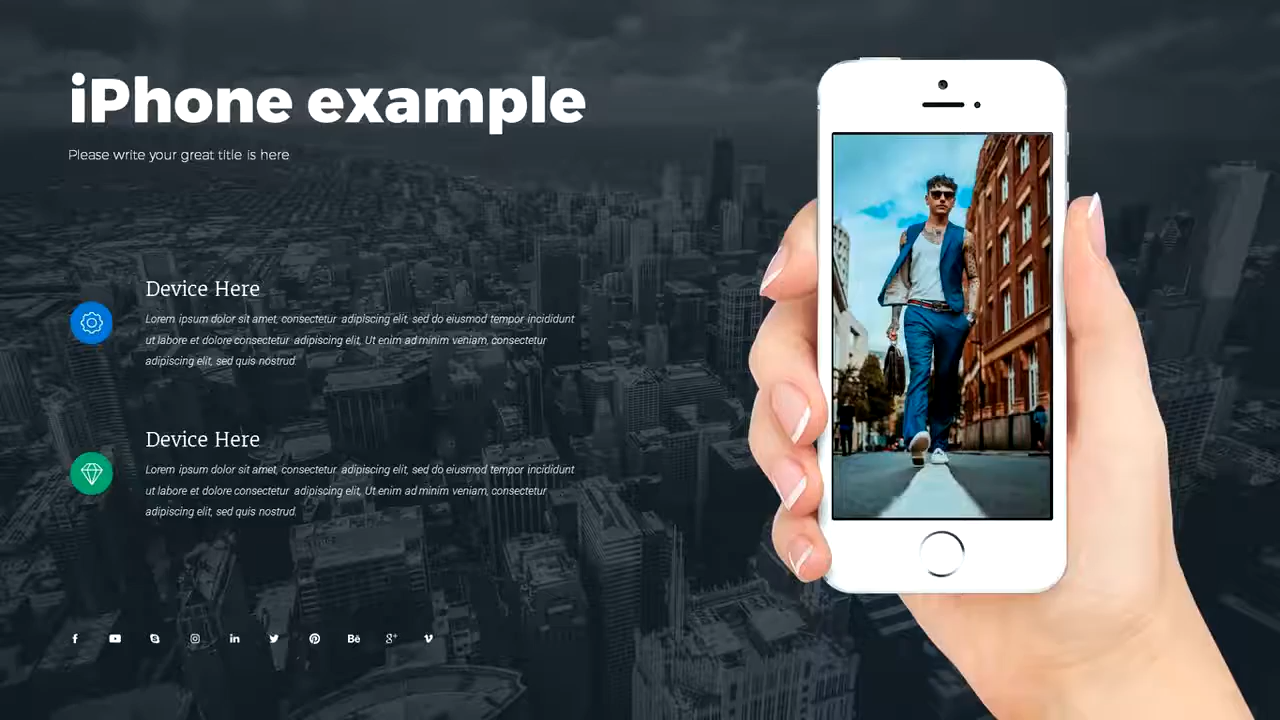 iPhone example
Please write your great title is here
Device Here
Lorem ipsum dolor sit amet, consectetur adipiscing elit, sed do eiusmod tempor incididunt
ut labore et dolore consectetur adipiscing elit, Ut enim ad minim veniam, consectetur
adipiscing elit, sed quis nostrud.
Device Here
Lorem ipsum dolor sit amet, consectetur adipiscing elit, sed do eiusmod tempor incididunt
ut labore et dolore consectetur adipiscing elit, Ut enim ad minim veniam, consectetur
adipiscing elit, sed quis nostrud.